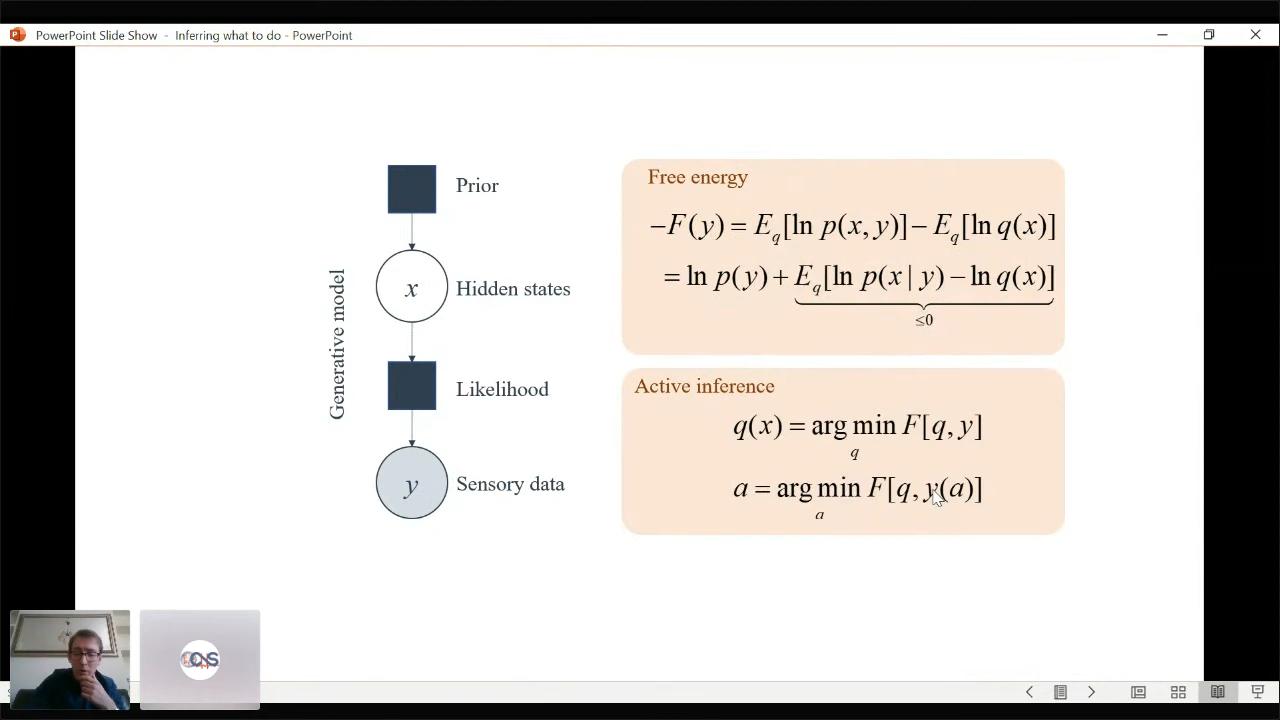 PowerPoint Slide Show - Inferring what to do - PowerPoint
Prior
Free energy
−F(y) = E_q[ln p(x, y)] − E_q[ln q(x)]
x
Hidden states
= ln p(y) + E_q[ln p(x | y) − ln q(x)]
≤0
Generative model
Likelihood
Active inference
q(x) = arg min F[q, y]
q
y
Sensory data
a = arg min F[q, y(a)]
a